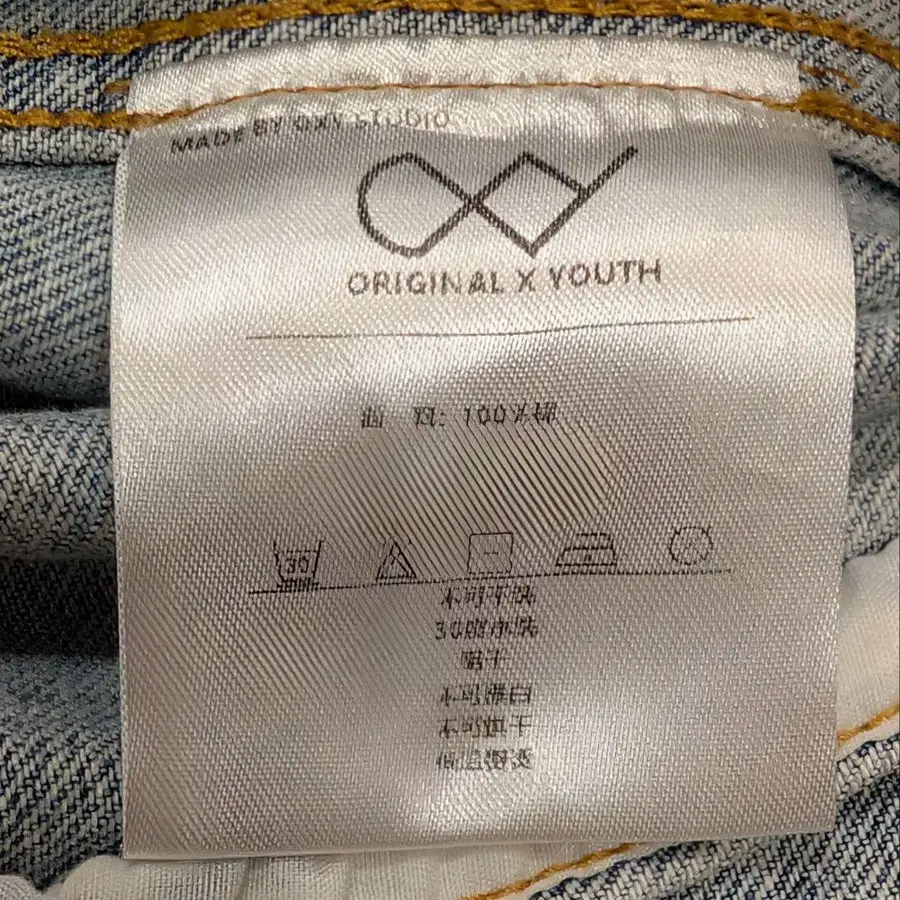 MADE BY OXY STUDIO
ORIGINAL X YOUTH
面 料: 100%棉
30
不可干洗
30度水洗
晾干
不可漂白
不可烘干
低温熨烫